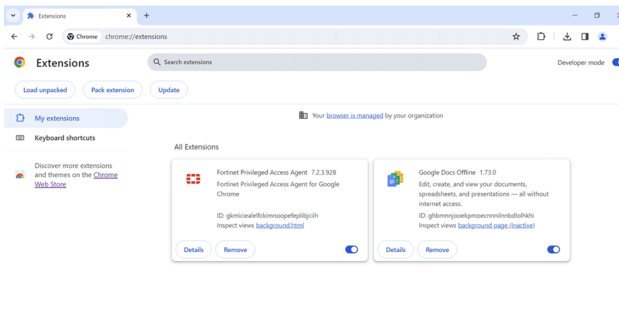 Extensions
Chrome
chrome://extensions
Extensions
Search extensions
Developer mode
Load unpacked
Pack extension
Update
My extensions
Keyboard shortcuts
Discover more extensions
and themes on the Chrome
Web Store
Your browser is managed by your organization
All Extensions
Fortinet Privileged Access Agent 7.2.3.928
Fortinet Privileged Access Agent for Google
Chrome
ID: gkmiciealelfckimnoopefeplibjciih
Inspect views background.html
Details
Remove
Google Docs Offline 1.73.0
Edit, create, and view your documents,
spreadsheets, and presentations — all without
internet access.
ID: ghbmnnjooekpmoecnnnilnnbdlolhkhi
Inspect views background page (Inactive)
Details
Remove